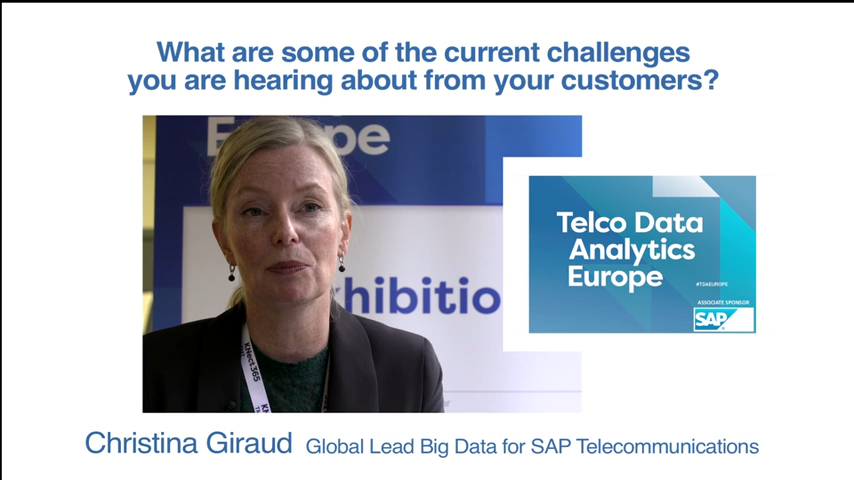 What are some of the current challenges
you are hearing about from your customers?
Europe
hibitio
KNect365
Telco Data
Analytics
Europe
#TDAEUROPE
ASSOCIATE SPONSOR
SAP
Christina Giraud Global Lead Big Data for SAP Telecommunications